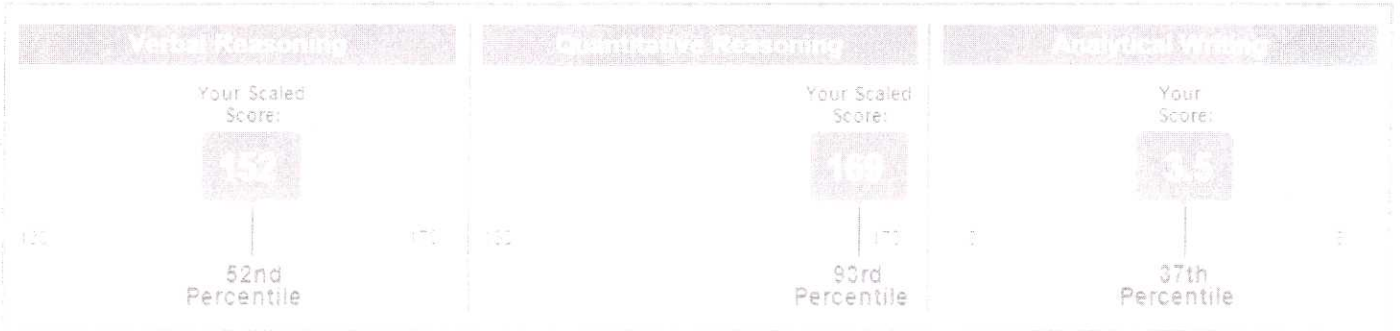 Verbal Reasoning
Your Scaled
Score:
152
52nd
Percentile
Quantitative Reasoning
Your Scaled
Score:
93rd
Percentile
Analytical Writing
Your
Score:
3.5
37th
Percentile